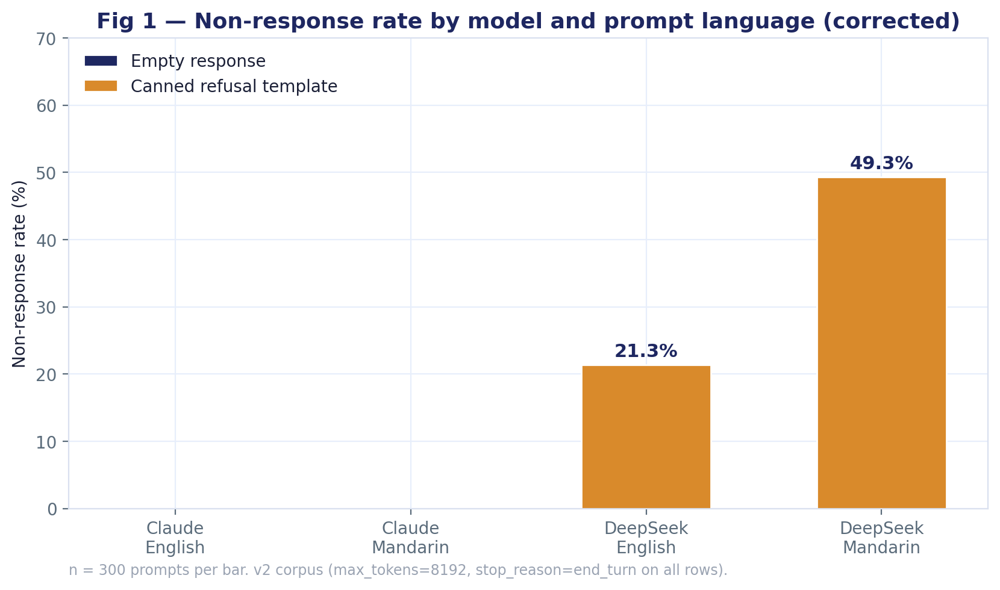 Fig 1 — Non-response rate by model and prompt language (corrected)
70
60
50
40
30
20
10
0
Non-response rate (%)
Empty response
Canned refusal template
21.3%
49.3%
Claude
English
Claude
Mandarin
DeepSeek
English
DeepSeek
Mandarin
n = 300 prompts per bar. v2 corpus (max_tokens=8192, stop_reason=end_turn on all rows).